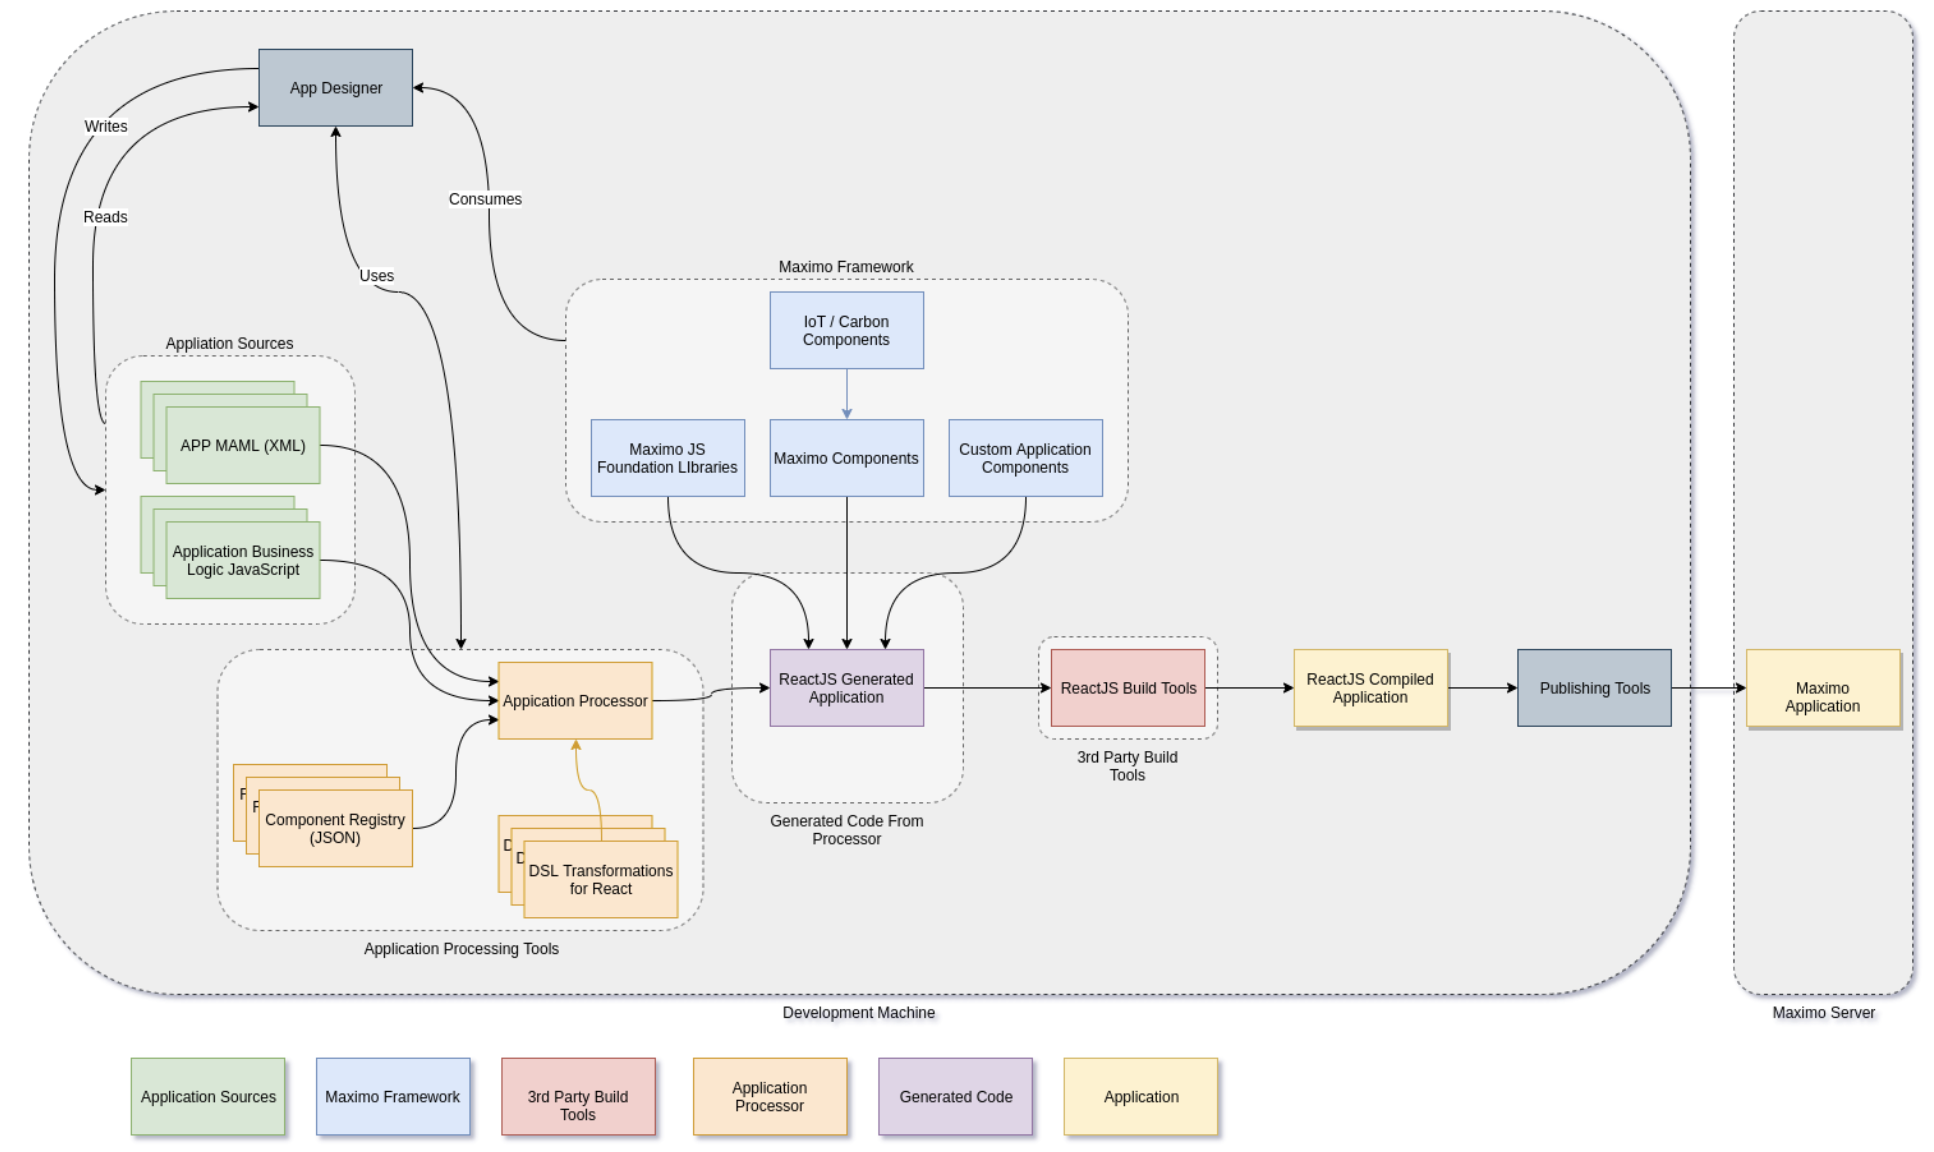 App Designer
Writes
Reads
Consumes
Uses
Maximo Framework
IoT / Carbon
Components
Appliation Sources
APP MAML (XML)
Maximo JS
Foundation LIbraries
Maximo Components
Custom Application
Components
Application Business
Logic JavaScript
Appication Processor
ReactJS Generated
Application
ReactJS Build Tools
ReactJS Compiled
Application
Publishing Tools
Maximo
Application
3rd Party Build
Tools
F
F
Component Registry
(JSON)
D
D
DSL Transformations
for React
Generated Code From
Processor
Application Processing Tools
Development Machine
Maximo Server
Application Sources
Maximo Framework
3rd Party Build
Tools
Application
Processor
Generated Code
Application